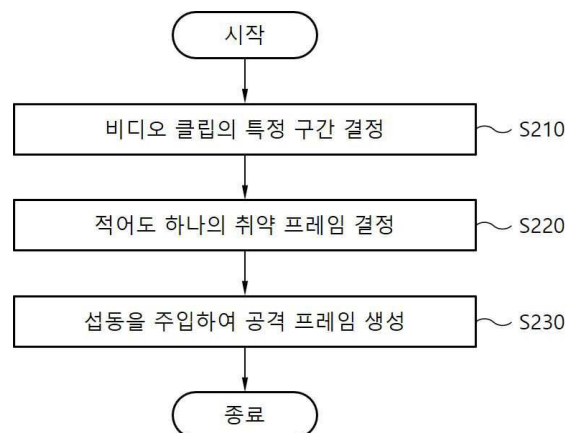 시작
비디오 클립의 특정 구간 결정 S210
적어도 하나의 취약 프레임 결정 S220
섭동을 주입하여 공격 프레임 생성 S230
종료